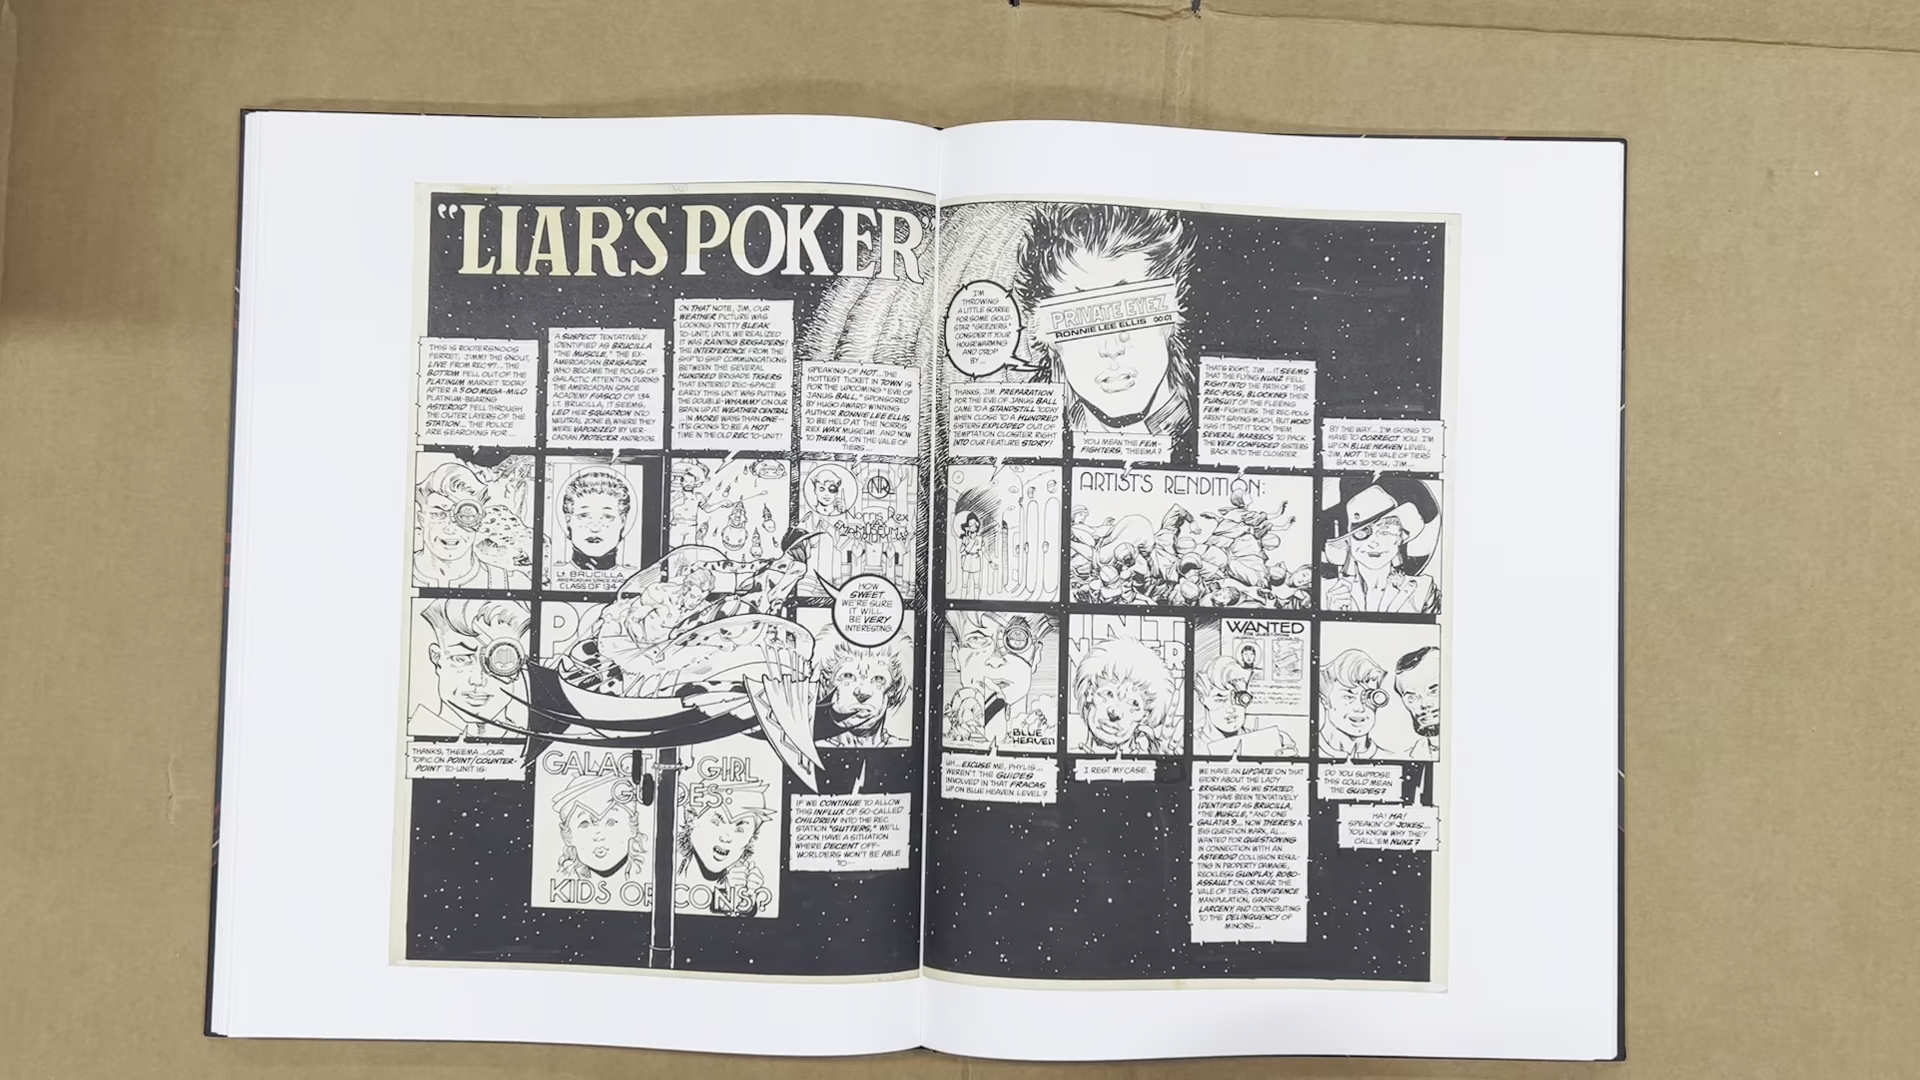 "LIAR'S POKER"
THIS IS ROOTERSNOOS
FERRET, JIMMY THE SNOUT,
LIVE FROM REC 97... THE
BOTTOM FELL OUT OF THE
PLATINUM MARKET TODAY
AFTER A 500 MEGA-MILO
PLATINUM-BEARING
ASTEROID FELL THROUGH
THE OUTER LAYERS OF THE
STATION... THE POLICE
ARE SEARCHING FOR...
A SUSPECT TENTATIVELY
IDENTIFIED AS BRUCILLA
"THE MUSCLE," THE EX-
AMERCADIAN BRIGADER
WHO BECAME THE FOCUS OF
GALACTIC ATTENTION DURING
THE AMERCADIAN SPACE
ACADEMY FIASCO OF '134.
LT. BRUCILLA, IT SEEMS,
LED HER SQUADRON INTO
NEUTRAL ZONE 6, WHERE THEY
WERE VAPORIZED BY VER-
CADIAN PROTECTOR ANDROIDS.
ON THAT NOTE, JIM, OUR
WEATHER PICTURE WAS
LOOKING PRETTY BLEAK
TO-UNIT, UNTIL WE REALIZED
IT WAS RAINING BRIGADERS!
THE INTERFERENCE FROM THE
SHIP TO SHIP COMMUNICATIONS
BETWEEN THE SEVERAL
HUNDRED BRIGADE TIGERS
THAT ENTERED REC-SPACE
EARLY THIS UNIT WAS PUTTING
THE DOUBLE-WHAMMY ON OUR
BRAIN UP AT WEATHER CENTRAL
...IN MORE WAYS THAN ONE—
IT'S GOING TO BE A HOT
TIME IN THE OLD REC TO-UNIT!
SPEAKING OF HOT... THE
HOTTEST TICKET IN TOWN IS
FOR THE UPCOMING "EVE OF
JANUS BALL," SPONSORED
BY HUGO AWARD WINNING
AUTHOR RONNIE LEE ELLIS
TO BE HELD AT THE NORRIS
REX WAX MUSEUM. AND NOW
TO THEEMA, ON THE VALE OF
TIERS...
LT. BRUCILLA
AMERCADIAN SPACE ACAD
CLASS OF 134
NR
Norris Rex
MUSEUM
HOW
SWEET.
WE'RE SURE
IT WILL
BE VERY
INTERESTING.
THANKS, THEEMA...OUR
TOPIC ON POINT/COUNTER-
POINT TO-UNIT IS:
GALACT GIRL
G DES:
KIDS OR CONS?
IF WE CONTINUE TO ALLOW
THIS INFLUX OF SO-CALLED
CHILDREN INTO THE REC
STATION "GUTTERS," WE'LL
SOON HAVE A SITUATION
WHERE DECENT OFF-
WORLDERS WON'T BE ABLE
TO--
I'M
THROWING
A LITTLE SOIREE
FOR SOME GOLD
STAR "GEEZERS."
CONSIDER IT YOUR
HOUSEWARMING
AND DROP
BY...
PRIVATE EYEZ
RONNIE LEE ELLIS 00:01
THANKS, JIM. PREPARATION
FOR THE EVE OF JANUS BALL
CAME TO A STANDSTILL TODAY
WHEN CLOSE TO A HUNDRED
SISTERS EXPLODED OUT OF
TEMPTATION CLOISTER RIGHT
INTO OUR FEATURE STORY!
YOU MEAN THE FEM-
FIGHTERS, THEEMA?
THAT'S RIGHT, JIM... IT SEEMS
THAT THE FLYING NUNZ FELL
RIGHT INTO THE PATH OF THE
REC-POLS, BLOCKING THEIR
PURSUIT OF THE FLEEING
FEM-FIGHTERS. THE REC-POLS
AREN'T SAYING MUCH, BUT WORD
HAS IT THAT IT TOOK THEM
SEVERAL MARBECS TO PACK
THE VERY CONFUSED SISTERS
BACK INTO THE CLOISTER.
BY THE WAY... I'M GOING TO
HAVE TO CORRECT YOU. I'M
UP ON BLUE HEAVEN LEVEL,
JIM, NOT THE VALE OF TIERS.
BACK TO YOU, JIM...
ARTIST'S RENDITION:
BLUE
HEAVEN
WANTED
FOR QUESTIONING
UH... EXCUSE ME, PHYLIS...
WEREN'T THE GUIDES
INVOLVED IN THAT FRACAS
UP ON BLUE HEAVEN LEVEL?
I REST MY CASE.
WE HAVE AN UPDATE ON THAT
STORY ABOUT THE LADY
BRIGANDS. AS WE STATED,
THEY HAVE BEEN TENTATIVELY
IDENTIFIED AS BRUCILLA,
"THE MUSCLE," AND ONE
GALATIA 9... NOW THERE'S A
BIG QUESTION MARK, AL...
WANTED FOR QUESTIONING
IN CONNECTION WITH AN
ASTEROID COLLISION RESUL-
TING IN PROPERTY DAMAGE,
RECKLESS GUNPLAY, ROBO-
ASSAULT ON OR NEAR THE
VALE OF TIERS, CONFIDENCE
MANIPULATION, GRAND
LARCENY, AND CONTRIBUTING
TO THE DELINQUENCY OF
MINORS...
DO YOU SUPPOSE
THIS COULD MEAN
THE GUIDES?
HA! HA!
SPEAKIN' OF JOKES...
YOU KNOW WHY THEY
CALL 'EM NUNZ?